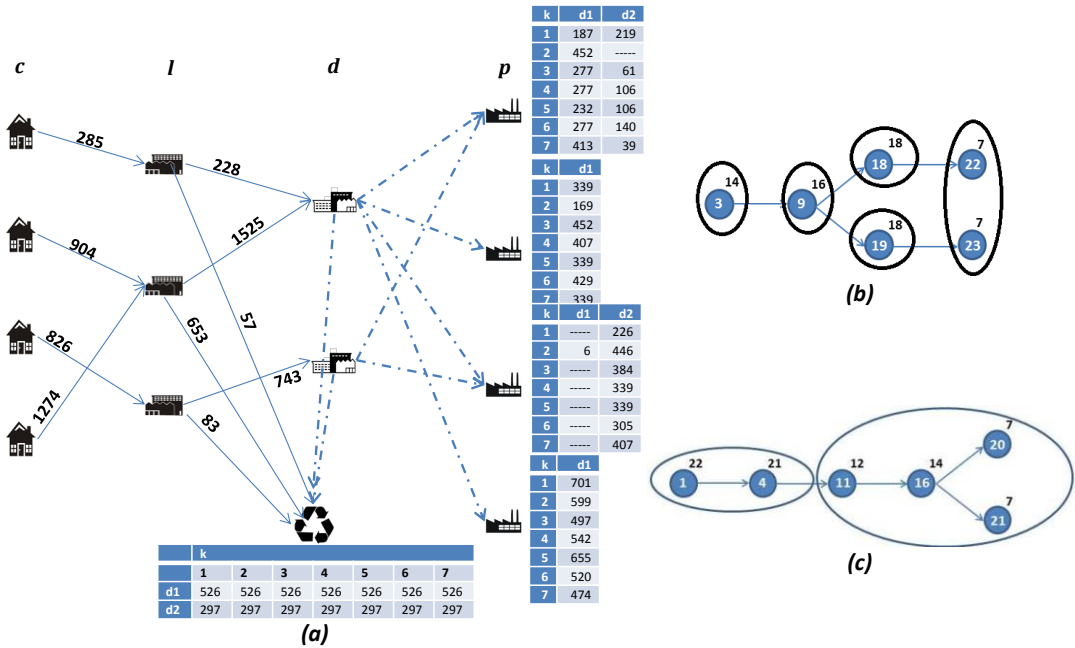 c
l
d
p
285
228
904
1525
826
653
57
1274
743
83
k d1 d2
1 187 219
2 452 -----
3 277 61
4 277 106
5 232 106
6 277 140
7 413 39
k d1
1 339
2 169
3 452
4 407
5 339
6 429
7 339
k d1 d2
1 ----- 226
2 6 446
3 ----- 384
4 ----- 339
5 ----- 339
6 ----- 305
7 ----- 407
k d1
1 701
2 599
3 497
4 542
5 655
6 520
7 474
k
1 2 3 4 5 6 7
d1 526 526 526 526 526 526 526
d2 297 297 297 297 297 297 297
(a)
14
3
16
9
18
18
18
19
7
22
7
23
(b)
22
1
21
4
12
11
14
16
7
20
7
21
(c)